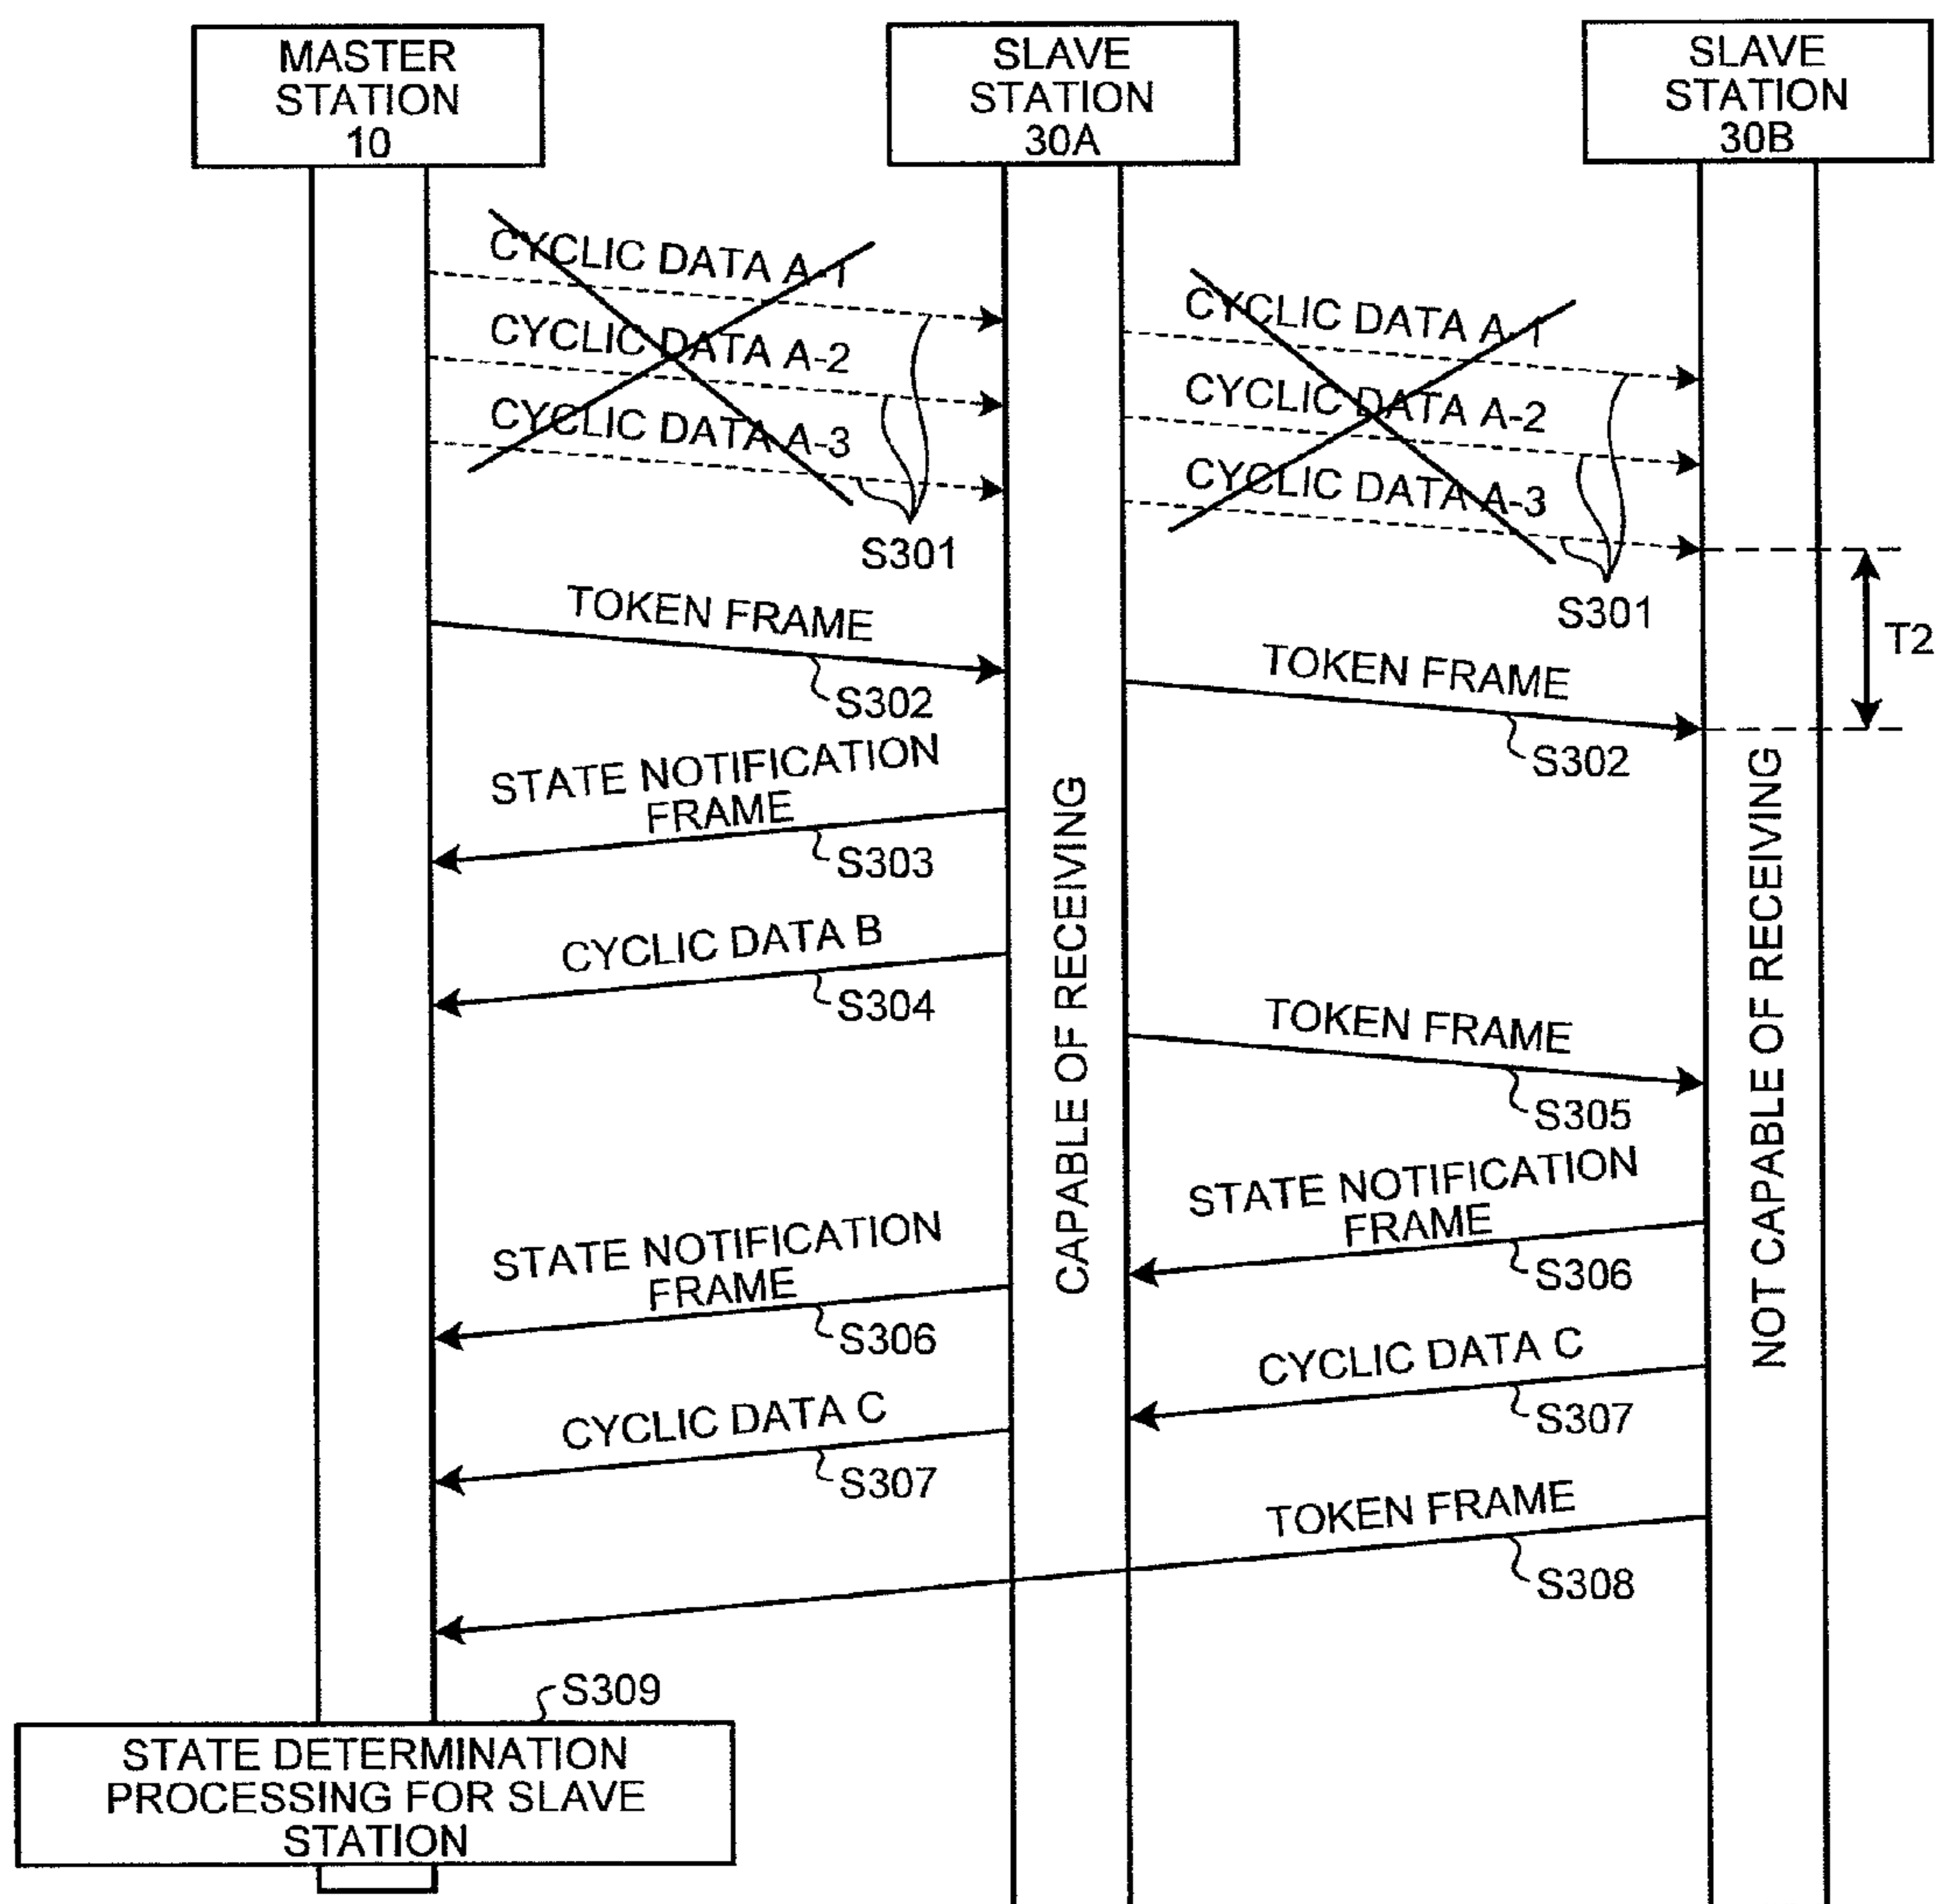 MASTER
STATION
10
SLAVE
STATION
30A
SLAVE
STATION
30B
CYCLIC DATA A-1
CYCLIC DATA A-2
CYCLIC DATA A-3
S301
CYCLIC DATA A-1
CYCLIC DATA A-2
CYCLIC DATA A-3
S301
T2
TOKEN FRAME
S302
TOKEN FRAME
S302
STATE NOTIFICATION
FRAME
S303
CAPABLE OF RECEIVING
NOT CAPABLE OF RECEIVING
CYCLIC DATA B
S304
TOKEN FRAME
S305
STATE NOTIFICATION
FRAME
S306
STATE NOTIFICATION
FRAME
S306
CYCLIC DATA C
S307
CYCLIC DATA C
S307
TOKEN FRAME
S308
S309
STATE DETERMINATION
PROCESSING FOR SLAVE
STATION